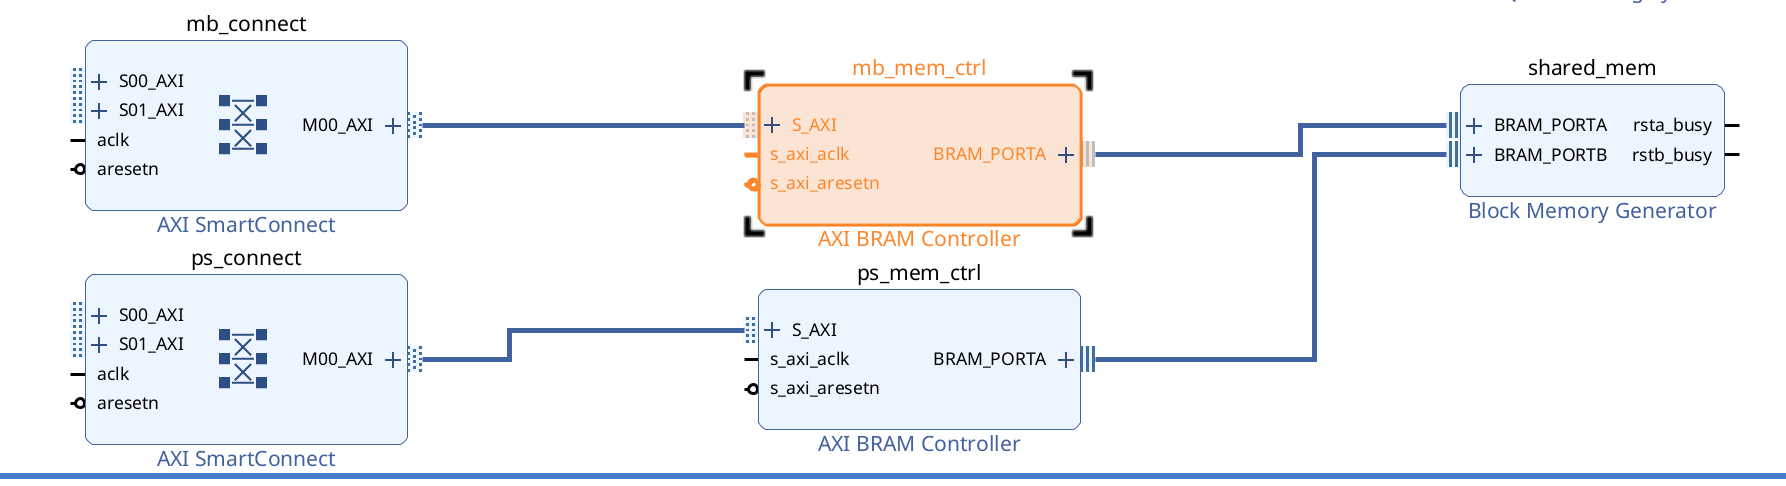 mb_connect
S00_AXI
S01_AXI
aclk
aresetn
M00_AXI
AXI SmartConnect
mb_mem_ctrl
S_AXI
s_axi_aclk
s_axi_aresetn
BRAM_PORTA
AXI BRAM Controller
shared_mem
BRAM_PORTA
BRAM_PORTB
rsta_busy
rstb_busy
Block Memory Generator
ps_connect
S00_AXI
S01_AXI
aclk
aresetn
M00_AXI
AXI SmartConnect
ps_mem_ctrl
S_AXI
s_axi_aclk
s_axi_aresetn
BRAM_PORTA
AXI BRAM Controller